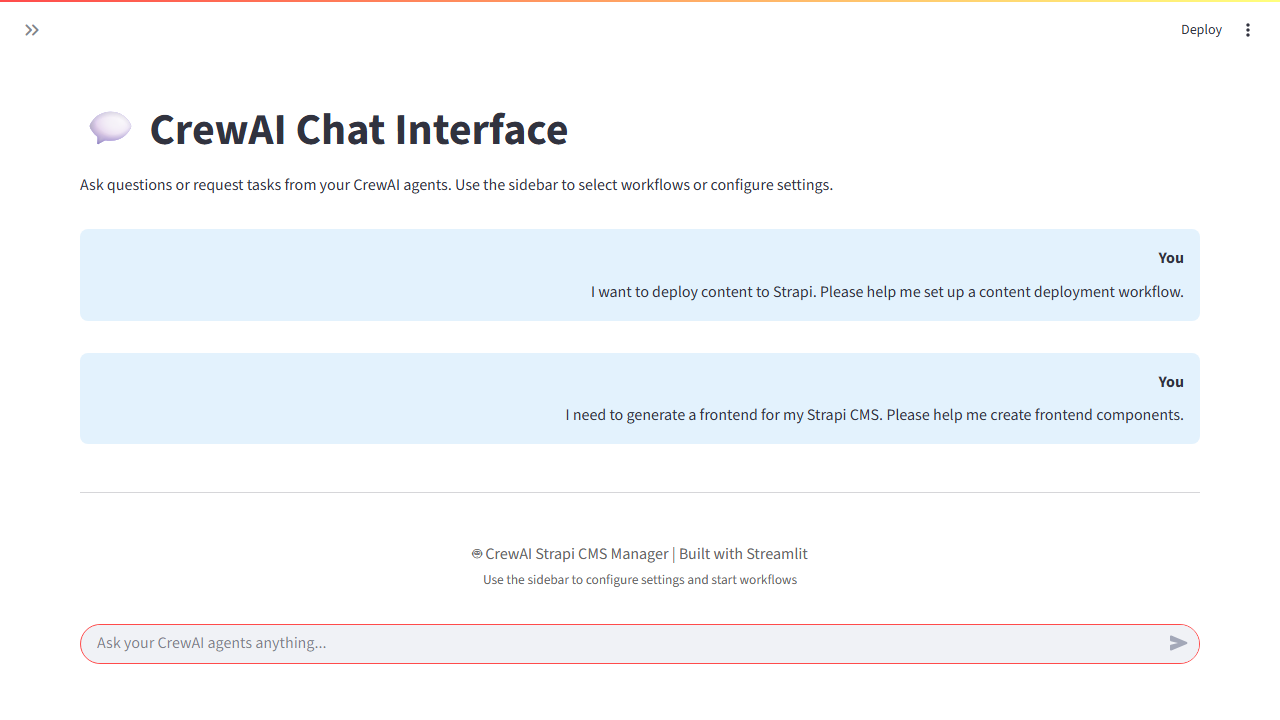 Deploy
CrewAI Chat Interface
Ask questions or request tasks from your CrewAI agents. Use the sidebar to select workflows or configure settings.
You
I want to deploy content to Strapi. Please help me set up a content deployment workflow.
You
I need to generate a frontend for my Strapi CMS. Please help me create frontend components.
CrewAI Strapi CMS Manager | Built with Streamlit
Use the sidebar to configure settings and start workflows
Ask your CrewAI agents anything...